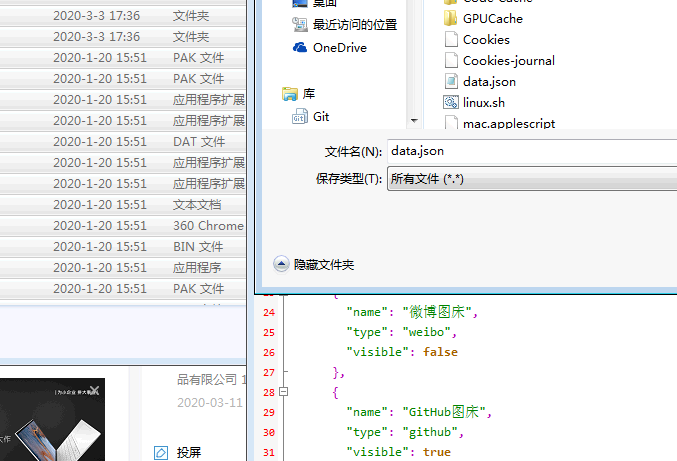 2020-3-3 17:36 文件夹
2020-3-3 17:36 文件夹
2020-1-20 15:51 PAK 文件
2020-1-20 15:51 PAK 文件
2020-1-20 15:51 应用程序扩展
2020-1-20 15:51 应用程序扩展
2020-1-20 15:51 DAT 文件
2020-1-20 15:51 应用程序扩展
2020-1-20 15:51 应用程序扩展
2020-1-20 15:51 文本文档
2020-1-20 15:51 360 Chrome
2020-1-20 15:51 BIN 文件
2020-1-20 15:51 应用程序
2020-1-20 15:51 PAK 文件
桌面
最近访问的位置
OneDrive
库
Git
Code Cache
GPUCache
Cookies
Cookies-journal
data.json
linux.sh
mac.applescript
文件名(N): data.json
保存类型(T): 所有文件 (*.*)
隐藏文件夹
{
24 "name": "微博图床",
25 "type": "weibo",
26 "visible": false
27 },
28 {
29 "name": "GitHub图床",
30 "type": "github",
31 "visible": true
品有限公司 1
2020-03-11
投屏